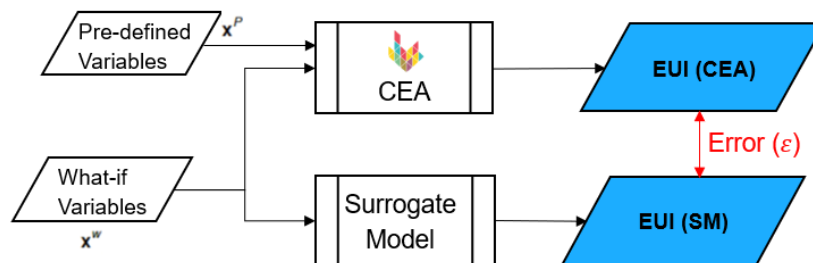 Pre-defined
Variables
x^P
CEA
EUI (CEA)
Error (ε)
What-if
Variables
x^w
Surrogate
Model
EUI (SM)